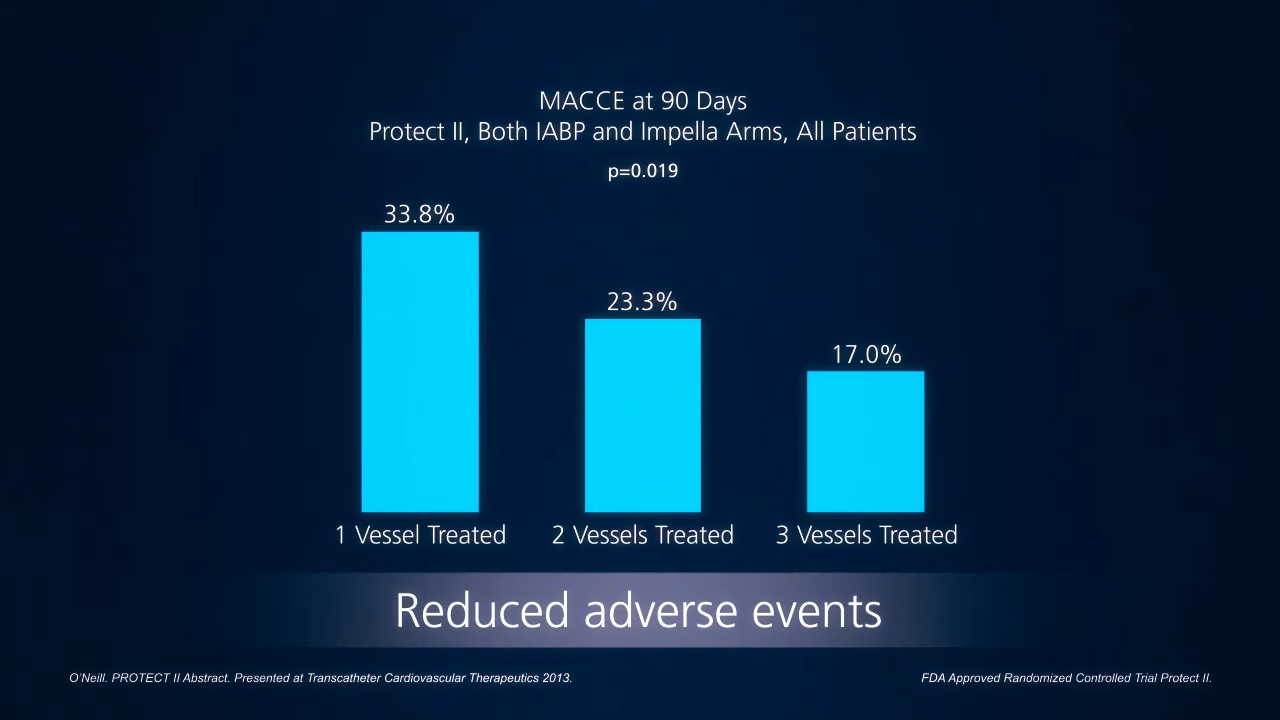 MACCE at 90 Days
Protect II, Both IABP and Impella Arms, All Patients
p=0.019
33.8%
23.3%
17.0%
1 Vessel Treated
2 Vessels Treated
3 Vessels Treated
Reduced adverse events
O'Neill. PROTECT II Abstract. Presented at Transcatheter Cardiovascular Therapeutics 2013.
FDA Approved Randomized Controlled Trial Protect II.